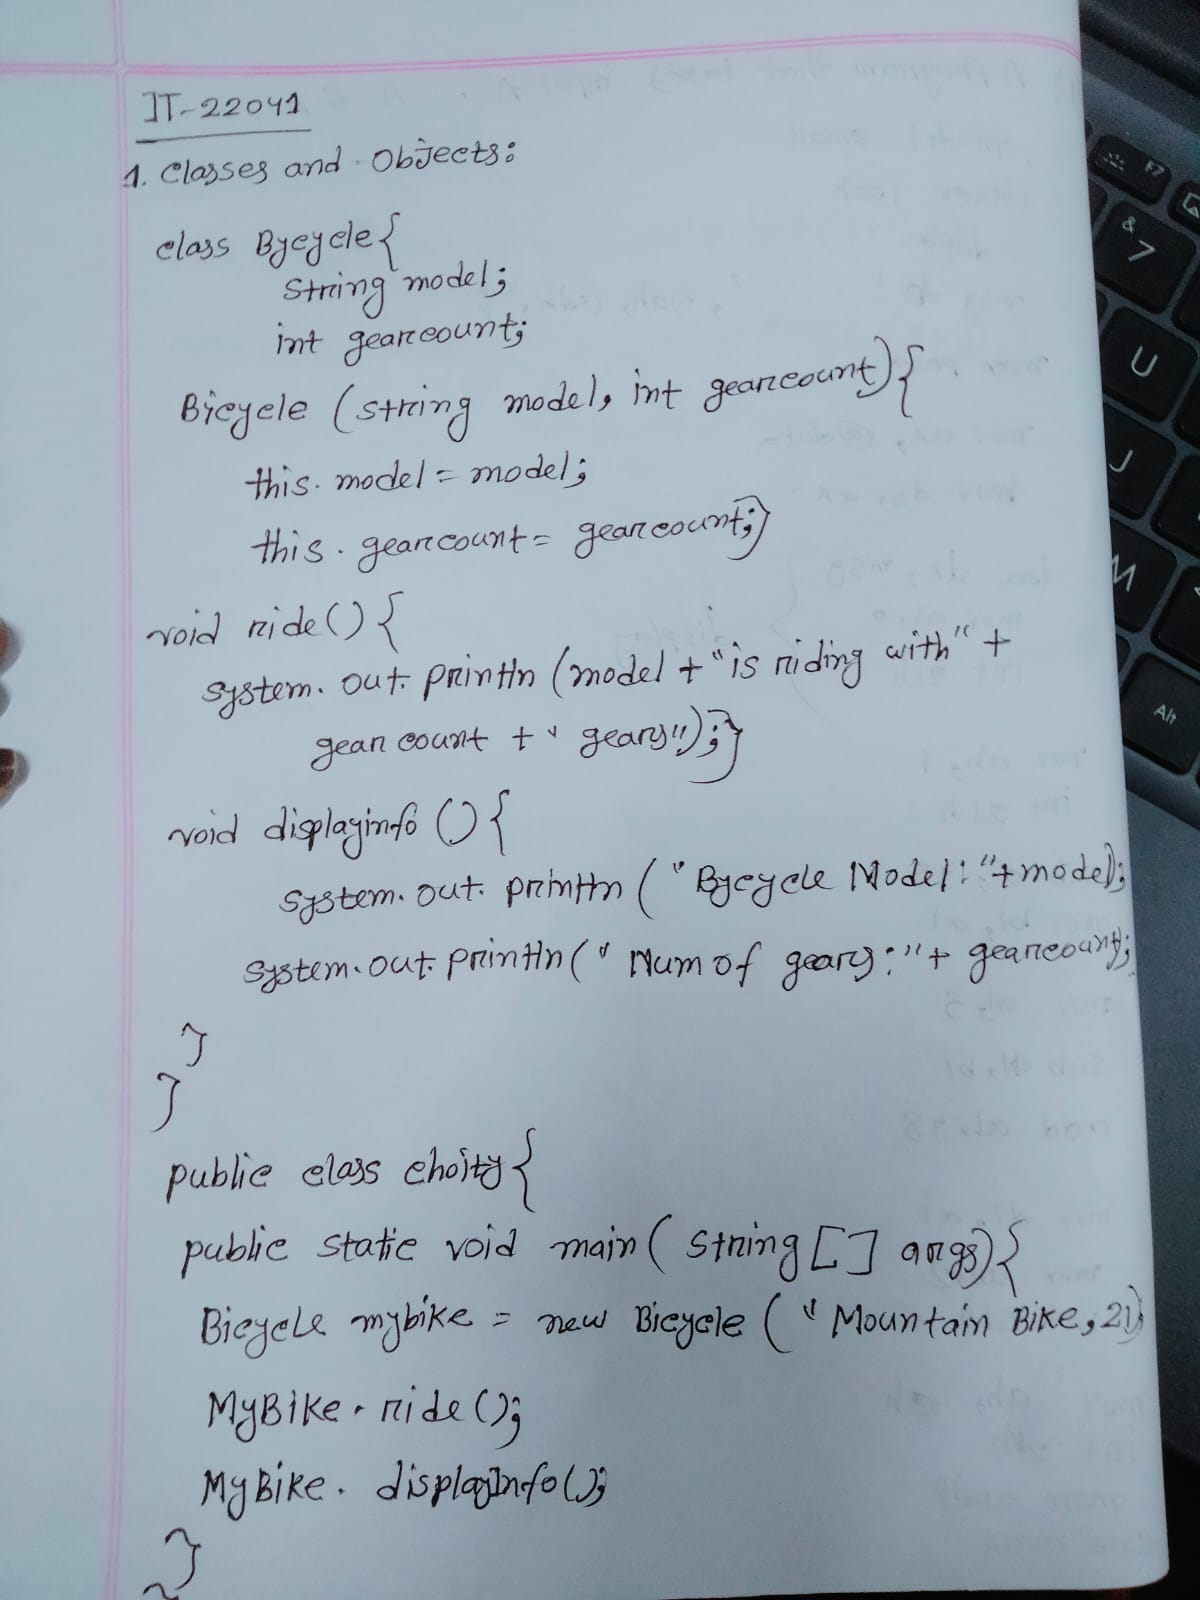 IT-22041
1. Classes and Objects:
class Bycycle{
String model;
int gearcount;
Bicycle (string model, int gearcount){
this. model = model;
this. gearcount = gearcount;}
void ride(){
system. out. println (model + "is riding with" +
gear count + " gears");}
void displayinfo (){
system. out. println ("Bycycle Model: "+model);
system. out. println (" Num of gears: "+ gearcount);
}
}
public class choity{
public static void main( string [] args){
Bicycle mybike = new Bicycle (" Mountain Bike, 21)
MyBike. ride();
MyBike. displayInfo();
}